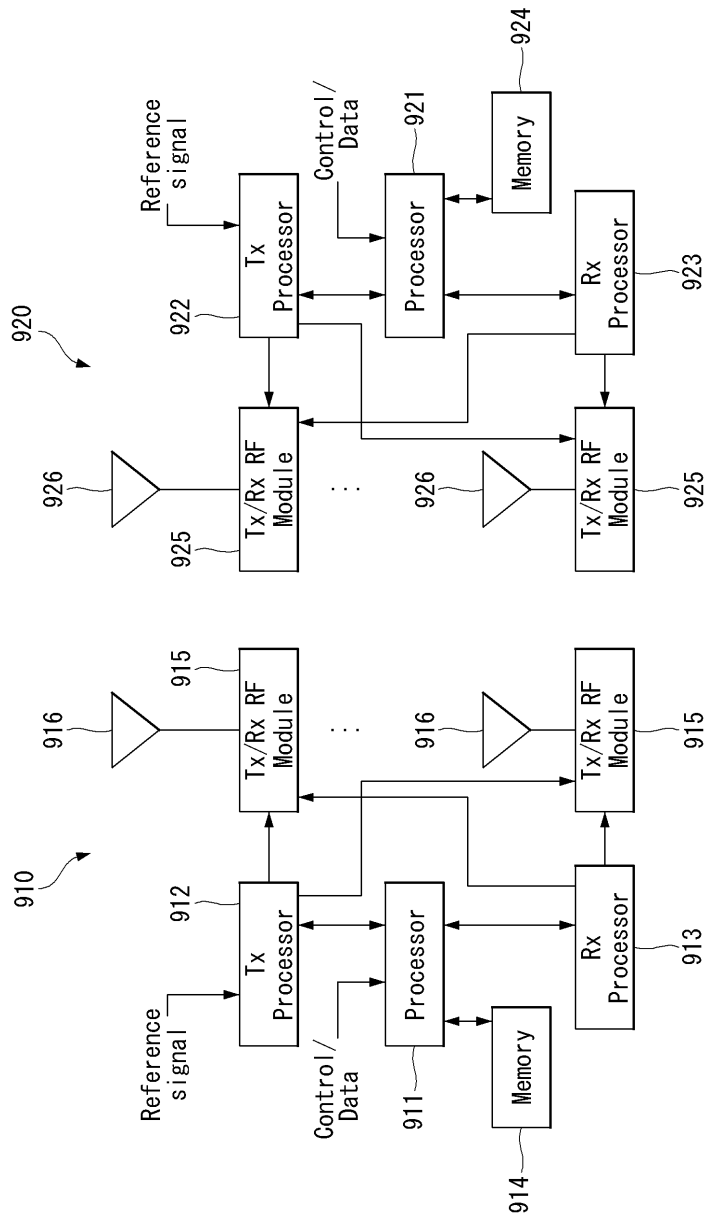 910
920
916
926
Reference
signal
912
Tx
Processor
915
Tx/Rx RF
Module
925
Tx/Rx RF
Module
922
Tx
Processor
Reference
signal
Control/
Data
911
Processor
...
...
Processor
921
Control/
Data
914
Memory
916
926
Memory
924
Rx
Processor
913
Tx/Rx RF
Module
915
Tx/Rx RF
Module
925
Rx
Processor
923